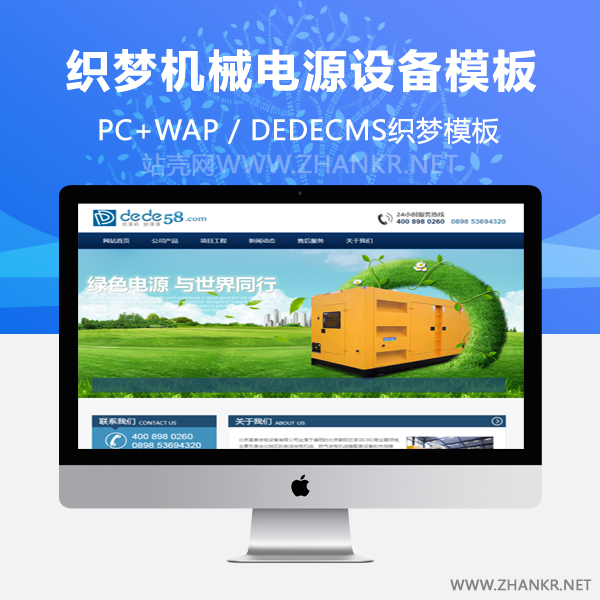 织梦机械电源设备模板
PC+WAP / DEDECMS织梦模板
站壳网WWW.ZHANKR.NET
dede58.com
24小时服务热线
400 898 0260 0898 53694320
网站首页 公司产品 项目工程 新闻动态 售后服务 关于我们
绿色电源 与世界同行
联系我们 CONTACT US
关于我们 ABOUT US
400 898 0260
0898 53694320
WWW.ZHANKR.NET